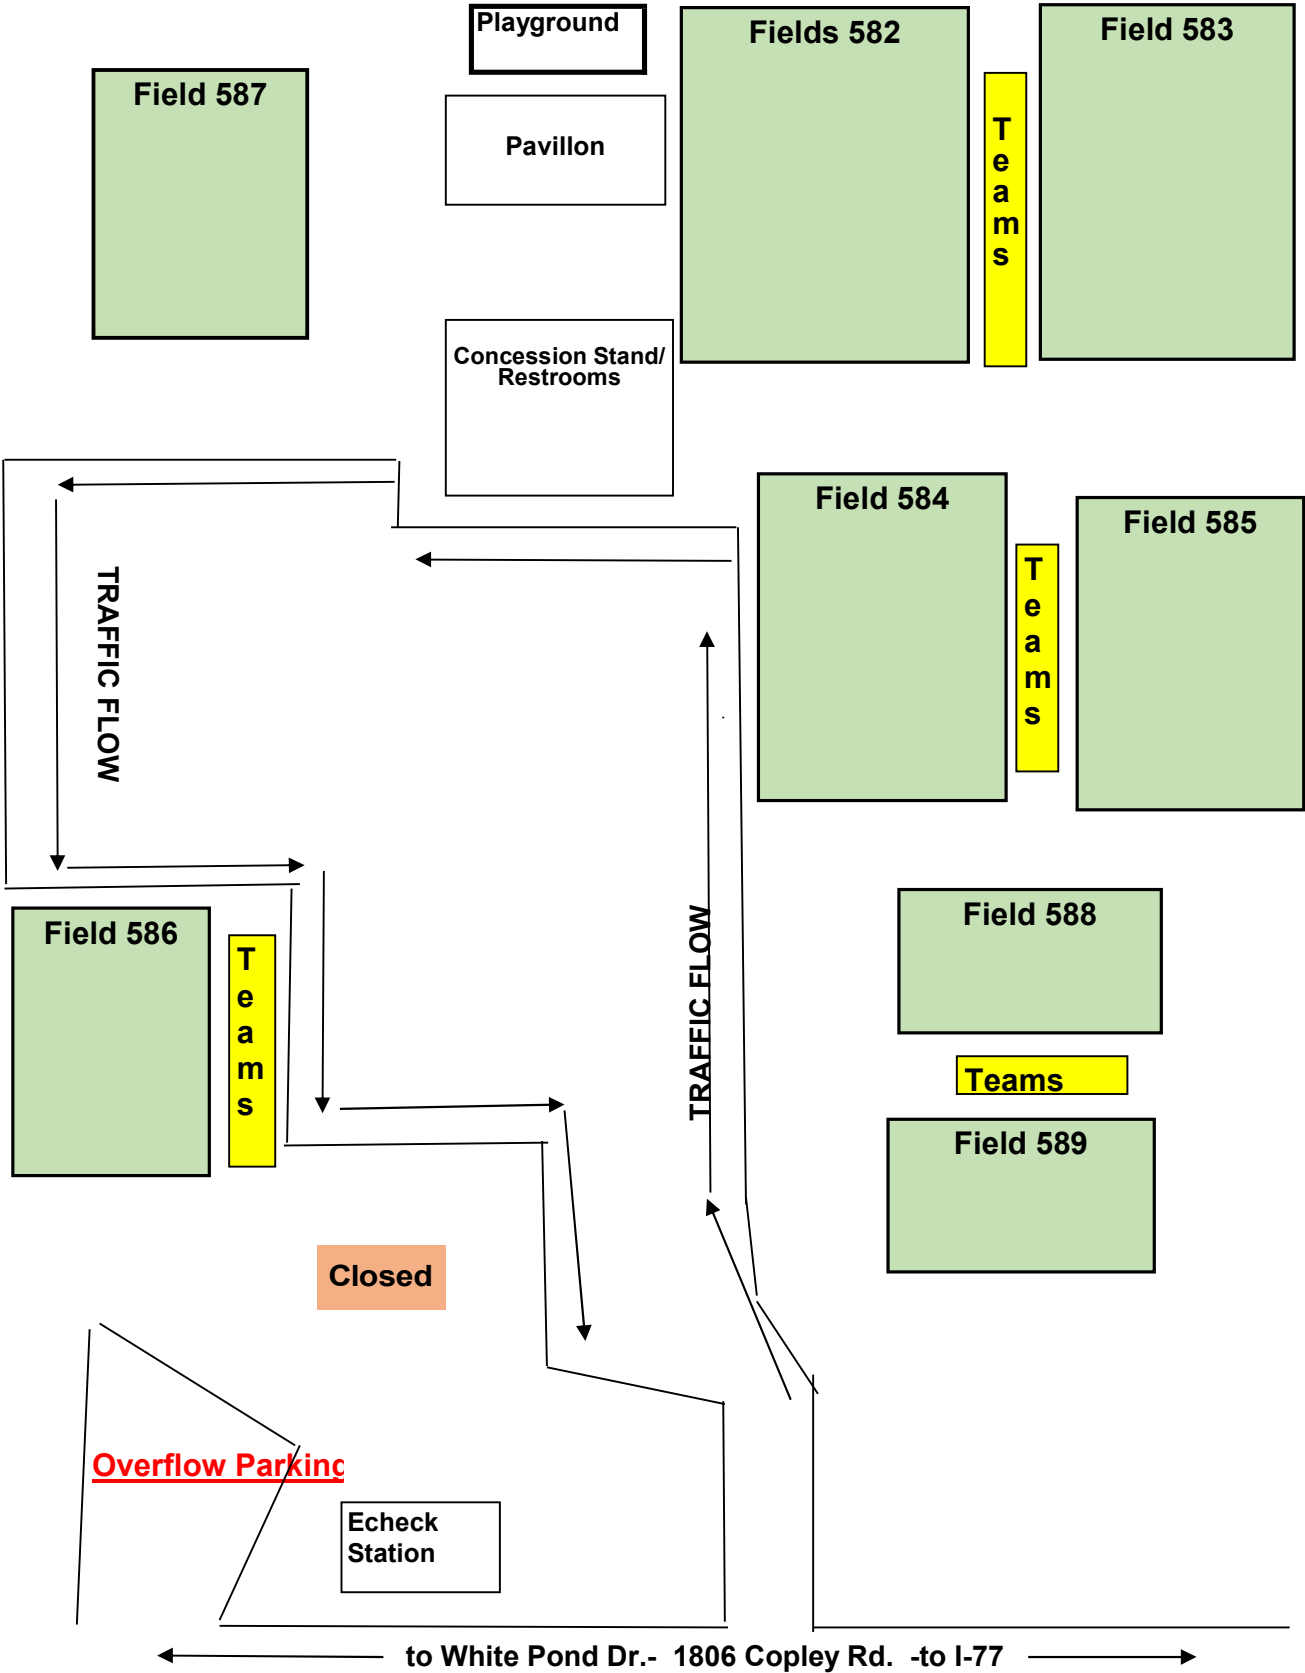 Playground
Fields 582
Field 583
Field 587
Pavillon
Teams
Concession Stand/
Restrooms
Field 584
Field 585
Teams
TRAFFIC FLOW
TRAFFIC FLOW
Field 586
Teams
Field 588
Teams
Field 589
Closed
Overflow Parking
Echeck
Station
to White Pond Dr.- 1806 Copley Rd. -to I-77